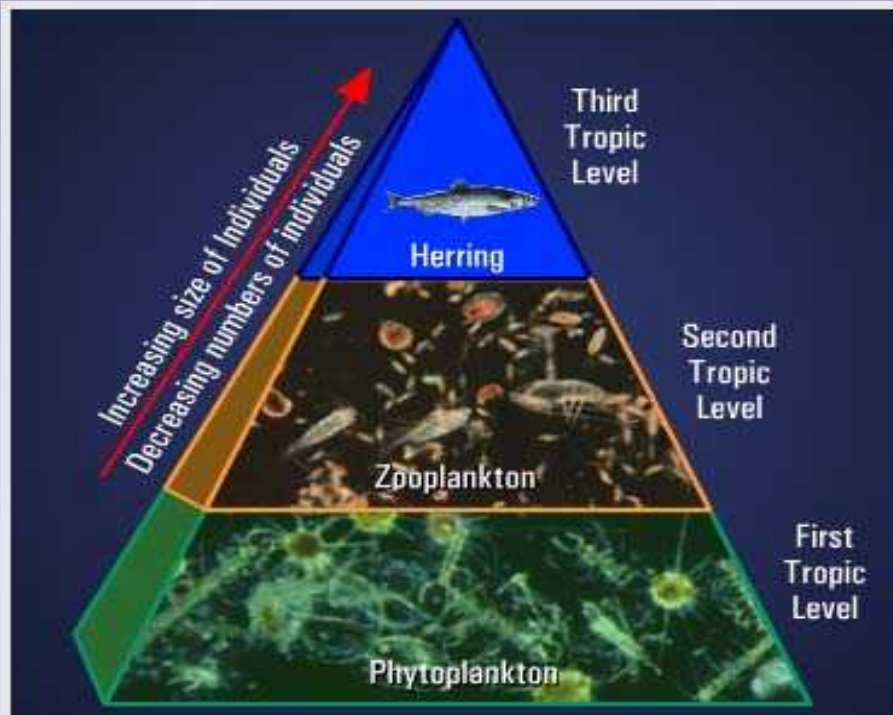 Third
Tropic
Level
Increasing size of Individuals
Decreasing numbers of individuals
Herring
Second
Tropic
Level
Zooplankton
First
Tropic
Level
Phytoplankton